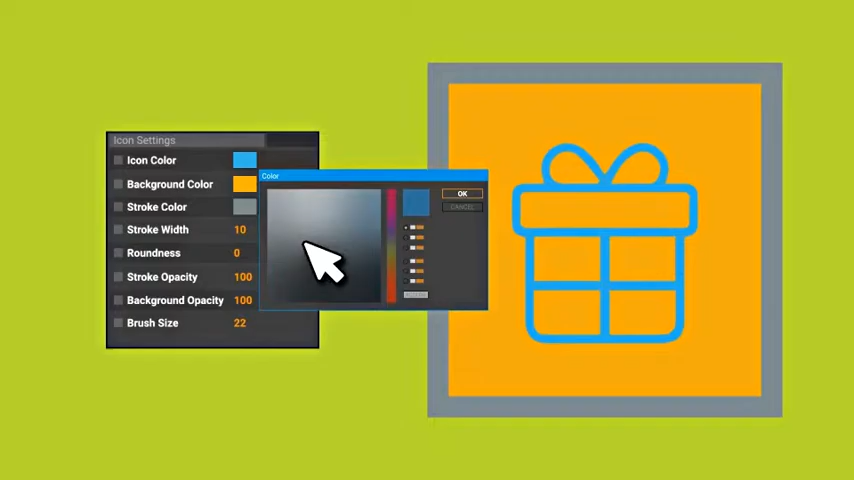 Icon Settings
Icon Color
Background Color
Stroke Color
Stroke Width 10
Roundness 0
Stroke Opacity 100
Background Opacity 100
Brush Size 22
Color
OK
CANCEL